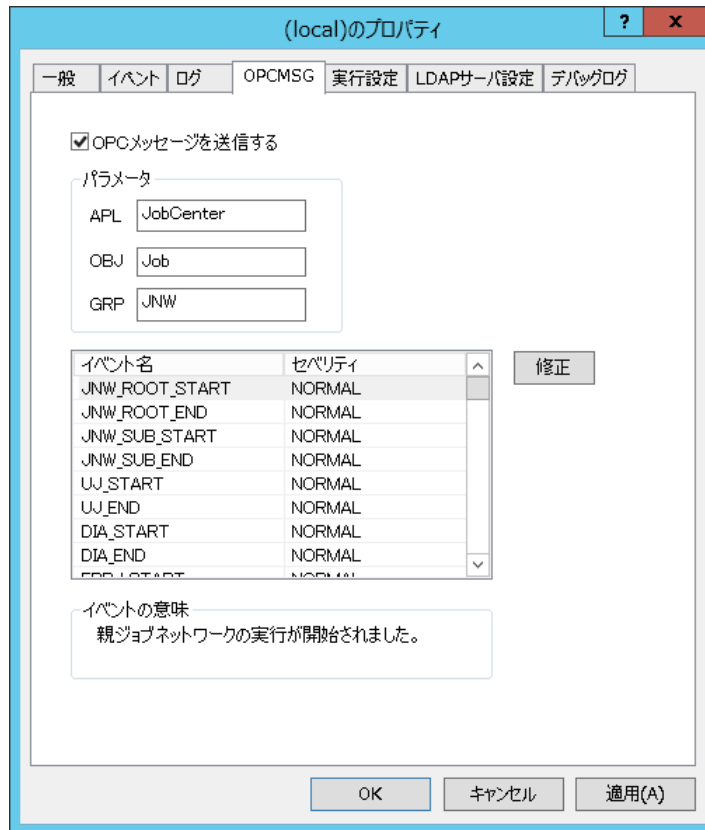 (local)のプロパティ ? x
一般 イベント ログ OPCMSG 実行設定 LDAPサーバ設定 デバッグログ
OPCメッセージを送信する
パラメータ
APL JobCenter
OBJ Job
GRP JNW
イベント名 セベリティ
JNW_ROOT_START NORMAL
修正
JNW_ROOT_END NORMAL
JNW_SUB_START NORMAL
JNW_SUB_END NORMAL
UJ_START NORMAL
UJ_END NORMAL
DIA_START NORMAL
DIA_END NORMAL
イベントの意味
親ジョブネットワークの実行が開始されました。
OK キャンセル 適用(A)